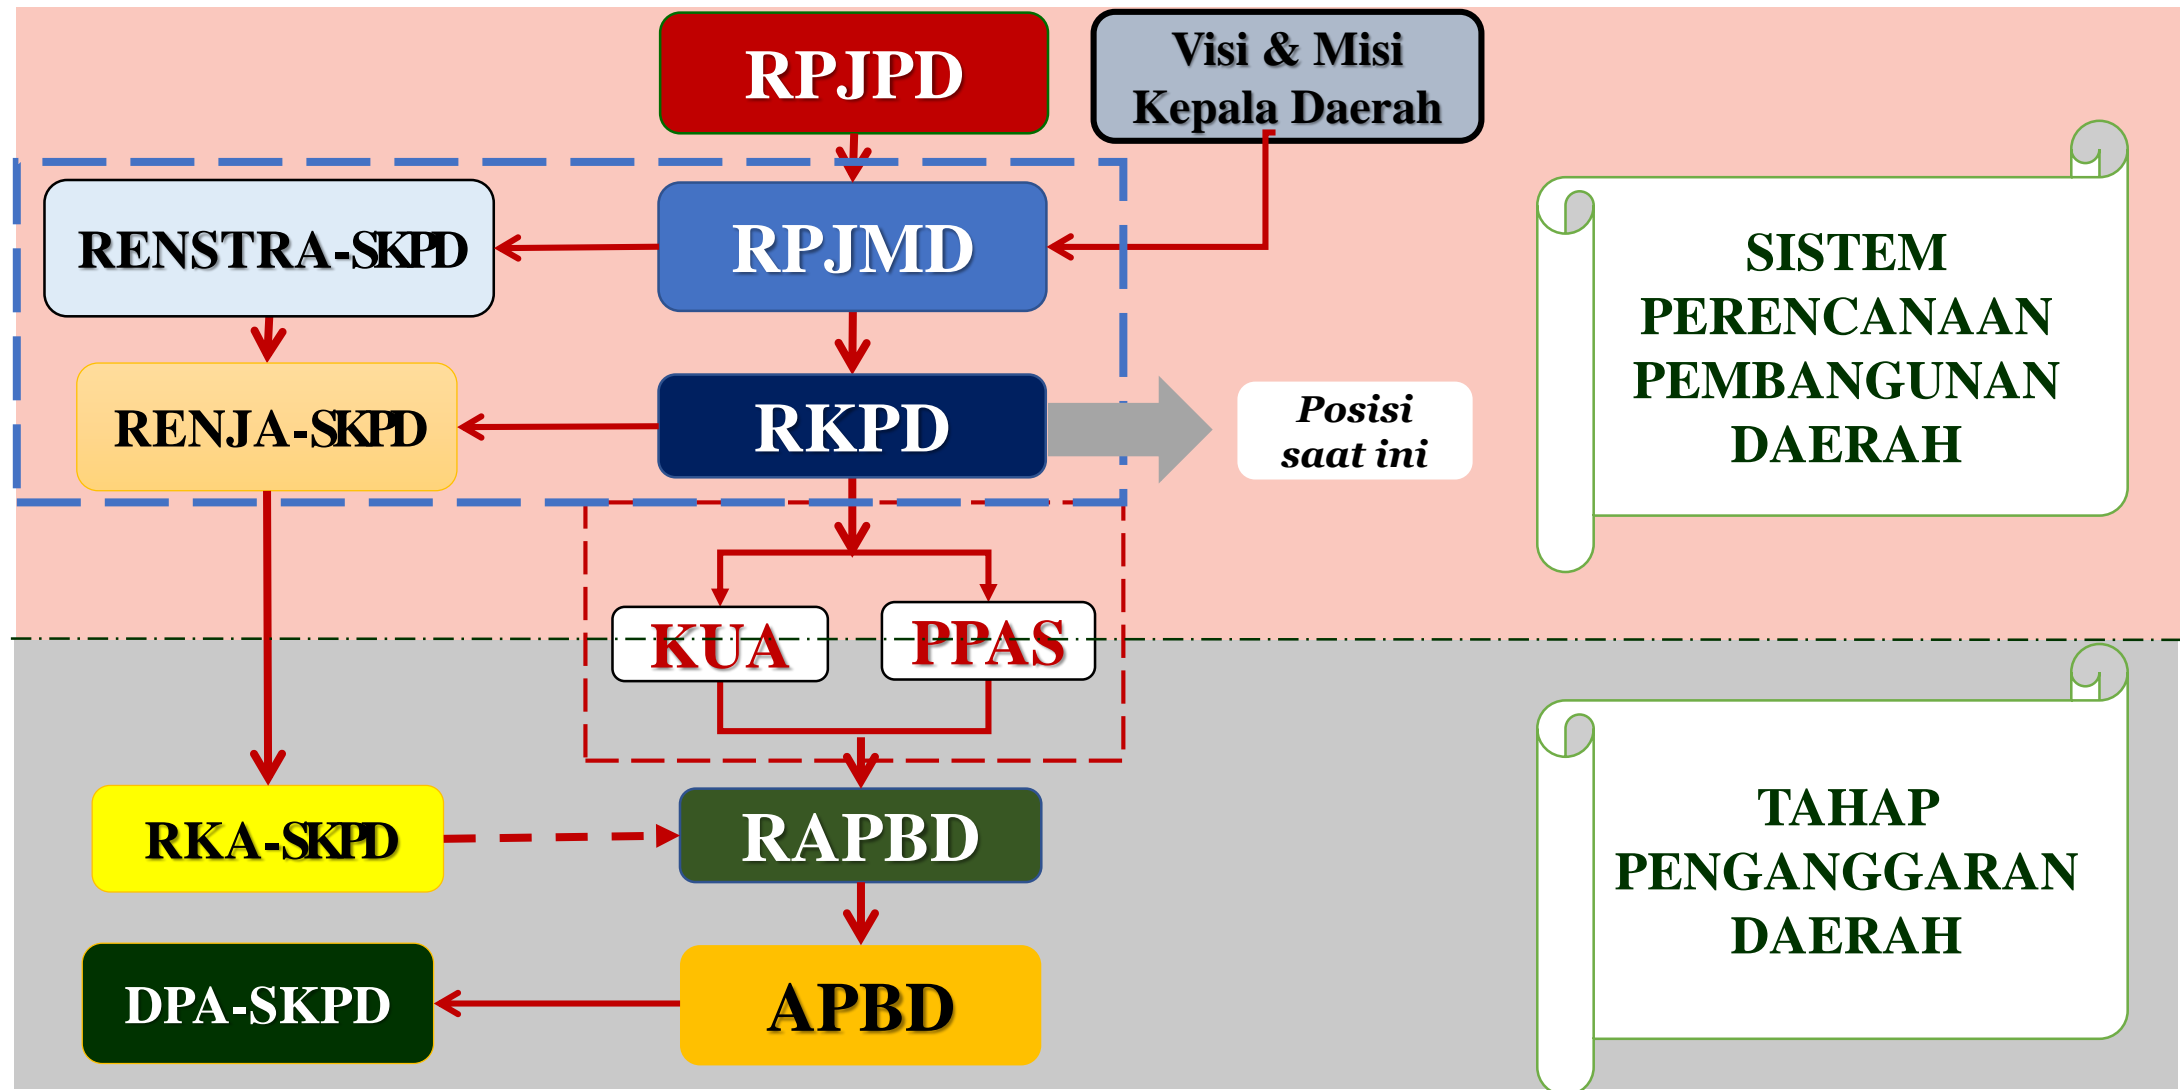 RPJPD
Visi & Misi
Kepala Daerah
RENSTRA-SKPD
RPJMD
RENJA-SKPD
RKPD
Posisi
saat ini
SISTEM
PERENCANAAN
PEMBANGUNAN
DAERAH
KUA
PPAS
RKA-SKPD
RAPBD
DPA-SKPD
APBD
TAHAP
PENGANGGARAN
DAERAH